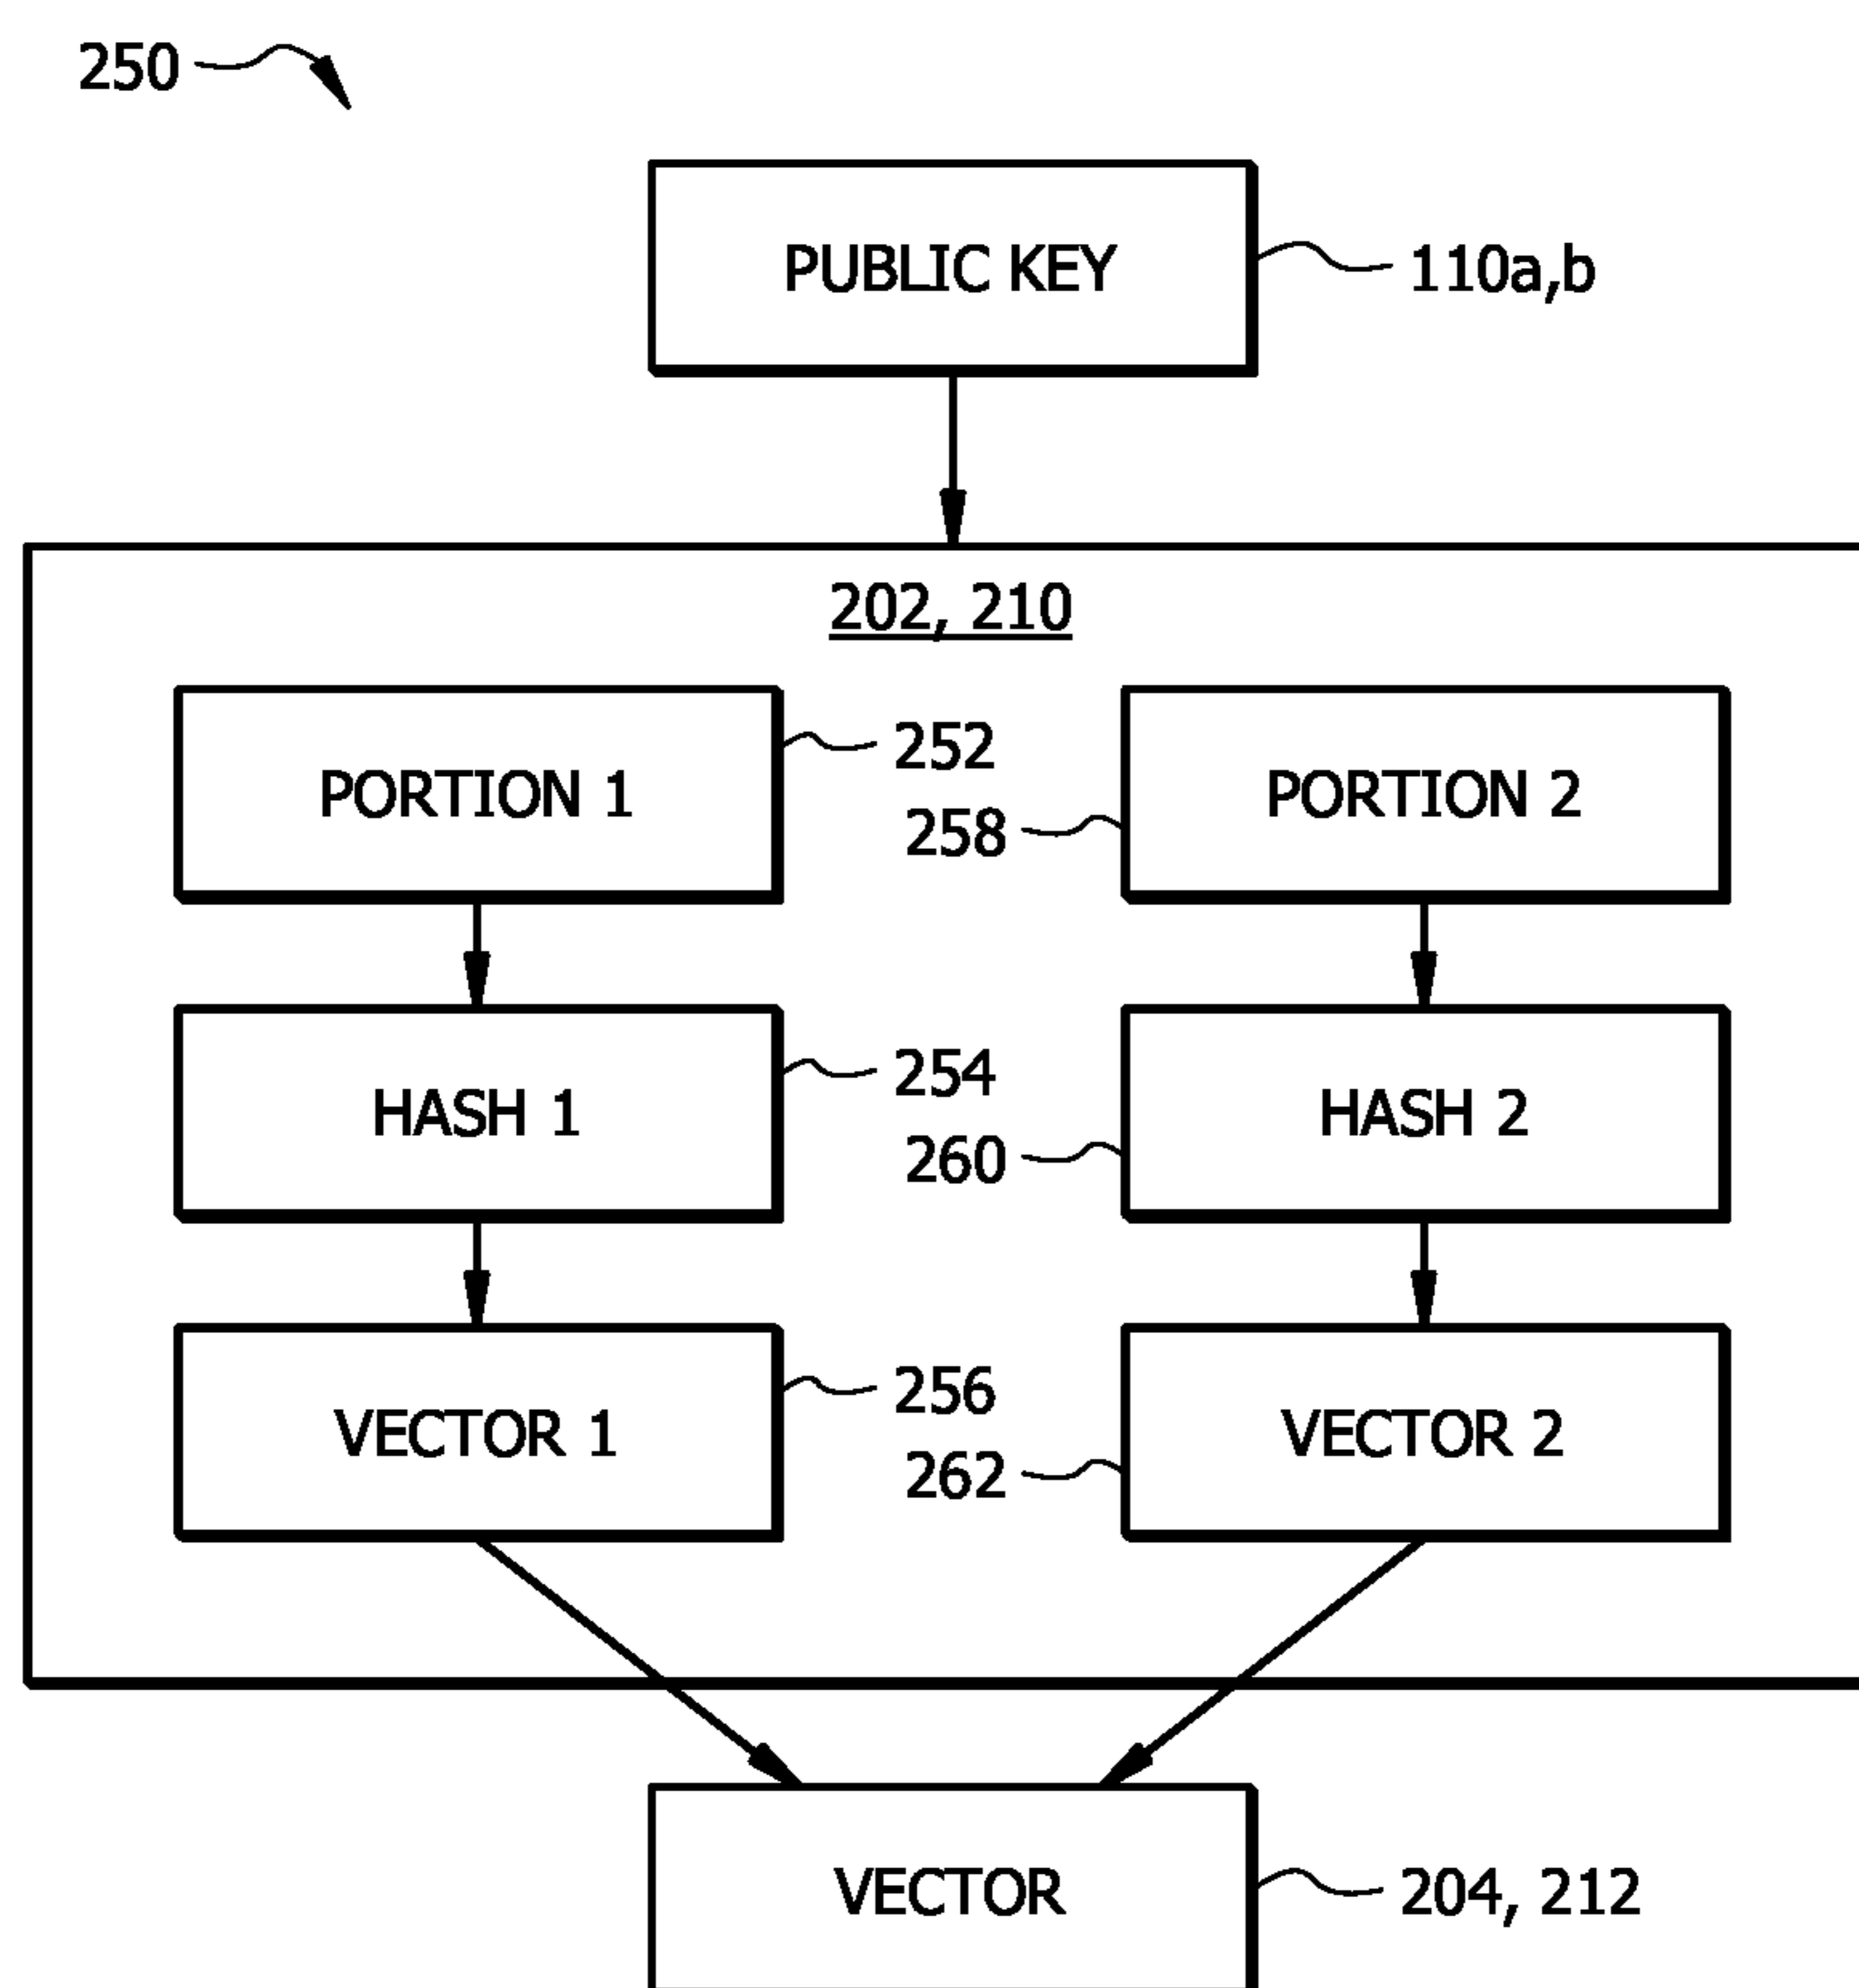 250
PUBLIC KEY
110a,b
202, 210
PORTION 1
252
258
PORTION 2
HASH 1
254
260
HASH 2
VECTOR 1
256
262
VECTOR 2
VECTOR
204, 212